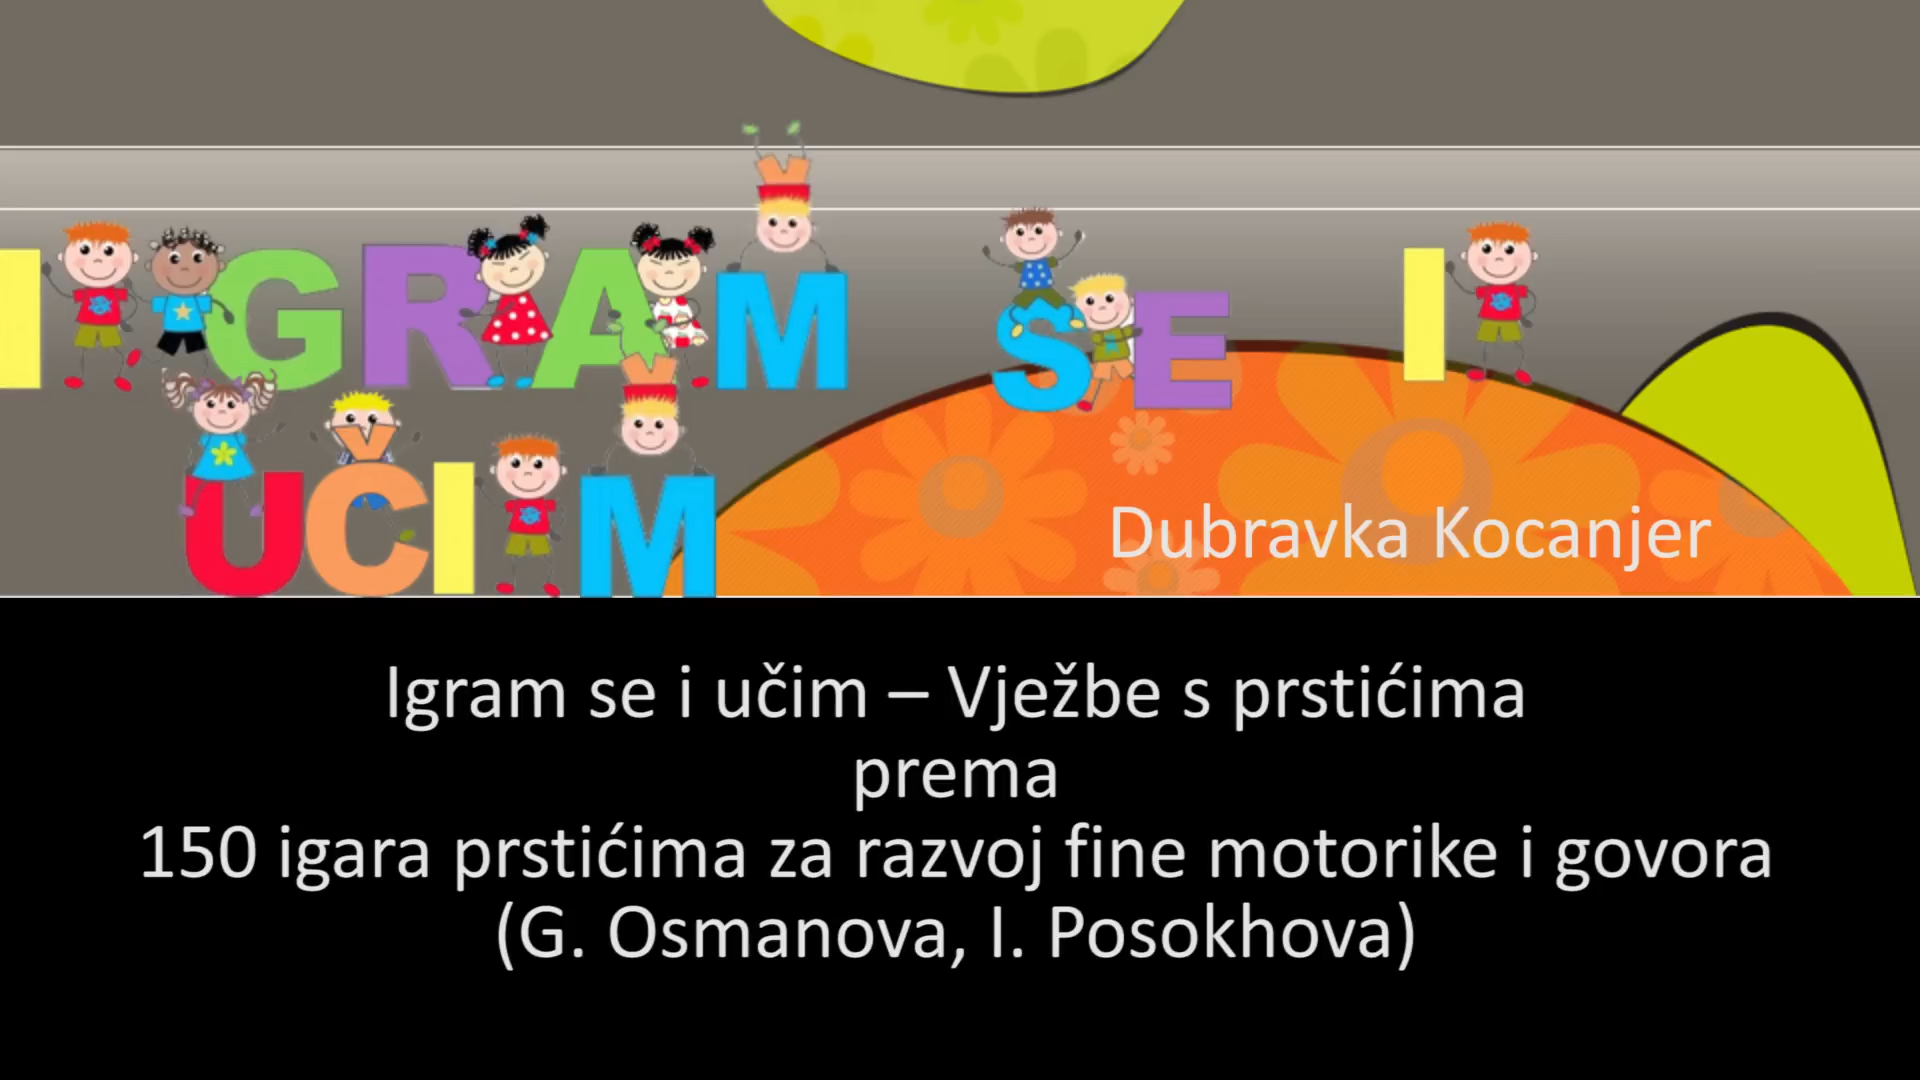 IGRAM SE I
UČIM
Dubravka Kocanjer
Igram se i učim – Vježbe s prstićima
prema
150 igara prstićima za razvoj fine motorike i govora
(G. Osmanova, I. Posokhova)